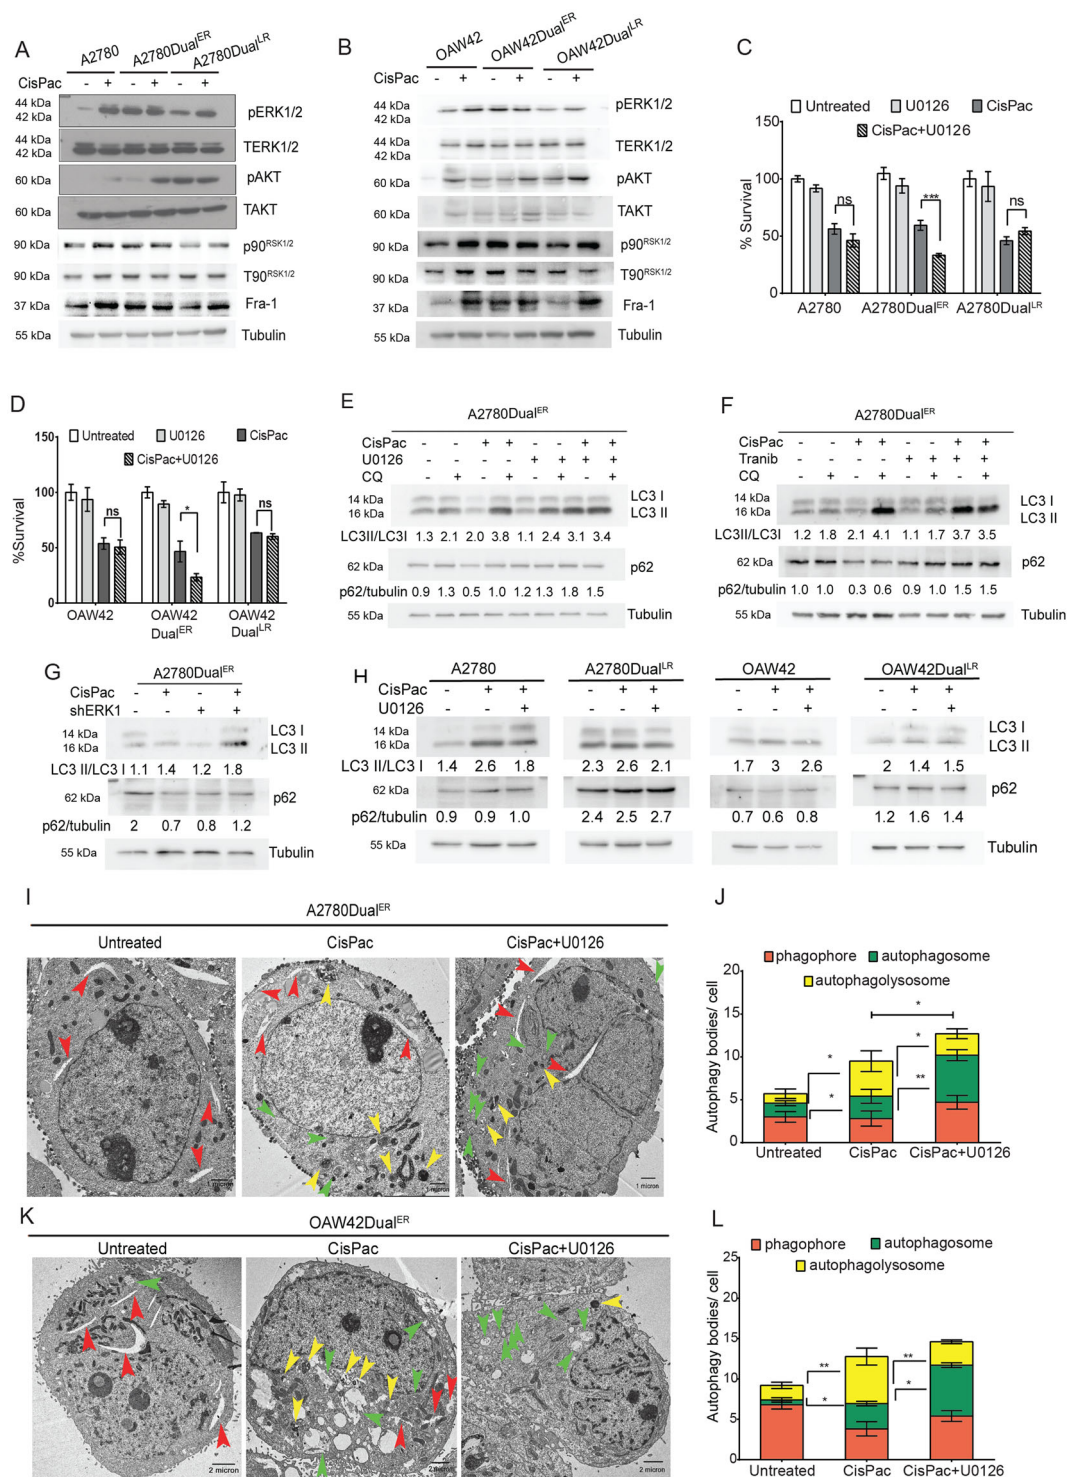 A
A2780 A2780Dual^ER A2780Dual^LR
CisPac - + - + - +
44 kDa
42 kDa
pERK1/2
44 kDa
42 kDa
TERK1/2
60 kDa pAKT
60 kDa TAKT
90 kDa p90^RSK1/2
90 kDa T90^RSK1/2
37 kDa Fra-1
55 kDa Tubulin
B
OAW42 OAW42Dual^ER OAW42Dual^LR
CisPac - + - + - +
44 kDa
42 kDa
pERK1/2
44 kDa
42 kDa
TERK1/2
60 kDa pAKT
TAKT
90 kDa p90^RSK1/2
90 kDa T90^RSK1/2
37 kDa Fra-1
55 kDa Tubulin
C
Untreated U0126 CisPac
CisPac+U0126
% Survival
150
100
50
0
ns *** ns
A2780 A2780Dual^ER A2780Dual^LR
D
Untreated U0126 CisPac
CisPac+U0126
%Survival
150
100
50
0
ns * ns
OAW42 OAW42 Dual^ER OAW42 Dual^LR
E
A2780Dual^ER
CisPac - - + + - - + +
U0126 - - - - + + + +
CQ - + - + - + - +
14 kDa LC3 I
16 kDa LC3 II
LC3II/LC3I 1.3 2.1 2.0 3.8 1.1 2.4 3.1 3.4
62 kDa p62
p62/tubulin 0.9 1.3 0.5 1.0 1.2 1.3 1.8 1.5
55 kDa Tubulin
F
A2780Dual^ER
CisPac - - + + - - + +
Tranib - - - - + + + +
CQ - + - + - + - +
14 kDa LC3 I
16 kDa LC3 II
LC3II/LC3I 1.2 1.8 2.1 4.1 1.1 1.7 3.7 3.5
62 kDa p62
p62/tubulin 1.0 1.0 0.3 0.6 0.9 1.0 1.5 1.5
55 kDa Tubulin
G
A2780Dual^ER
CisPac - + - +
shERK1 - - + +
14 kDa LC3 I
16 kDa LC3 II
LC3 II/LC3 I 1.1 1.4 1.2 1.8
62 kDa p62
p62/tubulin 2 0.7 0.8 1.2
55 kDa Tubulin
H
A2780 A2780Dual^LR OAW42 OAW42Dual^LR
CisPac - + + - + + - + + - + +
U0126 - - + - - + - - + - - +
14 kDa LC3 I
16 kDa LC3 II
LC3 II/LC3 I 1.4 2.6 1.8 2.3 2.6 2.1 1.7 3 2.6 2 1.4 1.5
62 kDa p62
p62/tubulin 0.9 0.9 1.0 2.4 2.5 2.7 0.7 0.6 0.8 1.2 1.6 1.4
55 kDa Tubulin
I
A2780Dual^ER
Untreated CisPac CisPac+U0126
1 micron 1 micron 1 micron
J
phagophore autophagosome
autophagolysosome
Autophagy bodies/ cell
20
15
10
5
0
* * * * **
Untreated CisPac CisPac+U0126
K
OAW42Dual^ER
Untreated CisPac CisPac+U0126
2 micron 2 micron 2 micron
L
phagophore autophagosome
autophagolysosome
Autophagy bodies/ cell
25
20
15
10
5
0
** * ** *
Untreated CisPac CisPac+U0126